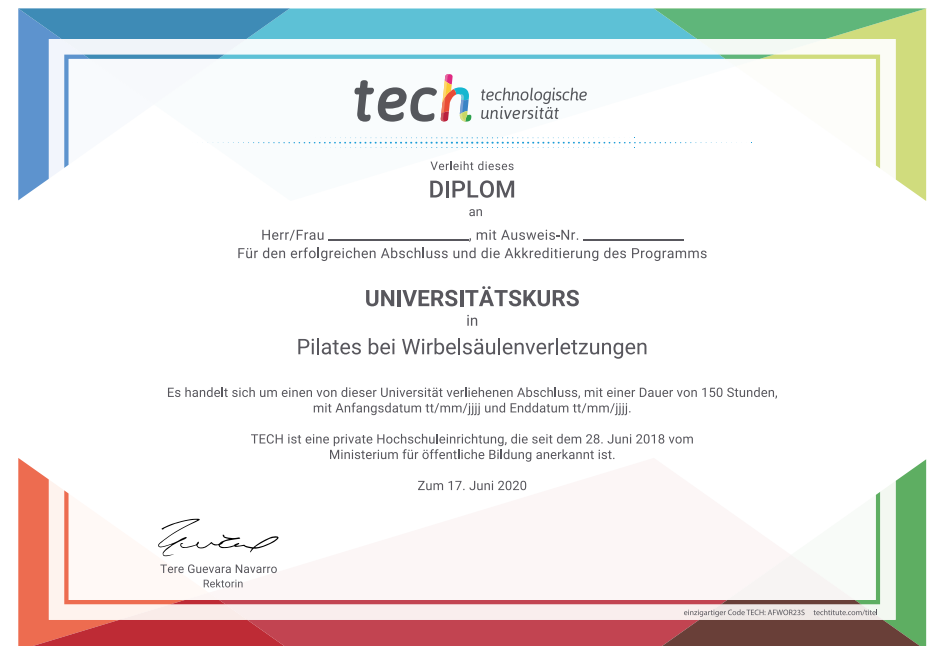 tech technologische
universität
Verleiht dieses
DIPLOM
an
Herr/Frau ____________________, mit Ausweis-Nr. ______________
Für den erfolgreichen Abschluss und die Akkreditierung des Programms
UNIVERSITÄTSKURS
in
Pilates bei Wirbelsäulenverletzungen
Es handelt sich um einen von dieser Universität verliehenen Abschluss, mit einer Dauer von 150 Stunden,
mit Anfangsdatum tt/mm/jjjj und Enddatum tt/mm/jjjj.
TECH ist eine private Hochschuleinrichtung, die seit dem 28. Juni 2018 vom
Ministerium für öffentliche Bildung anerkannt ist.
Zum 17. Juni 2020
Tere Guevara Navarro
Rektorin
einzigartiger Code TECH: AFWOR23S techtitute.com/titel